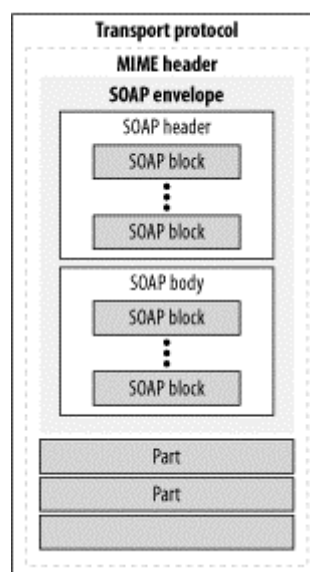 Transport protocol
MIME header
SOAP envelope
SOAP header
SOAP block
SOAP block
SOAP body
SOAP block
SOAP block
Part
Part